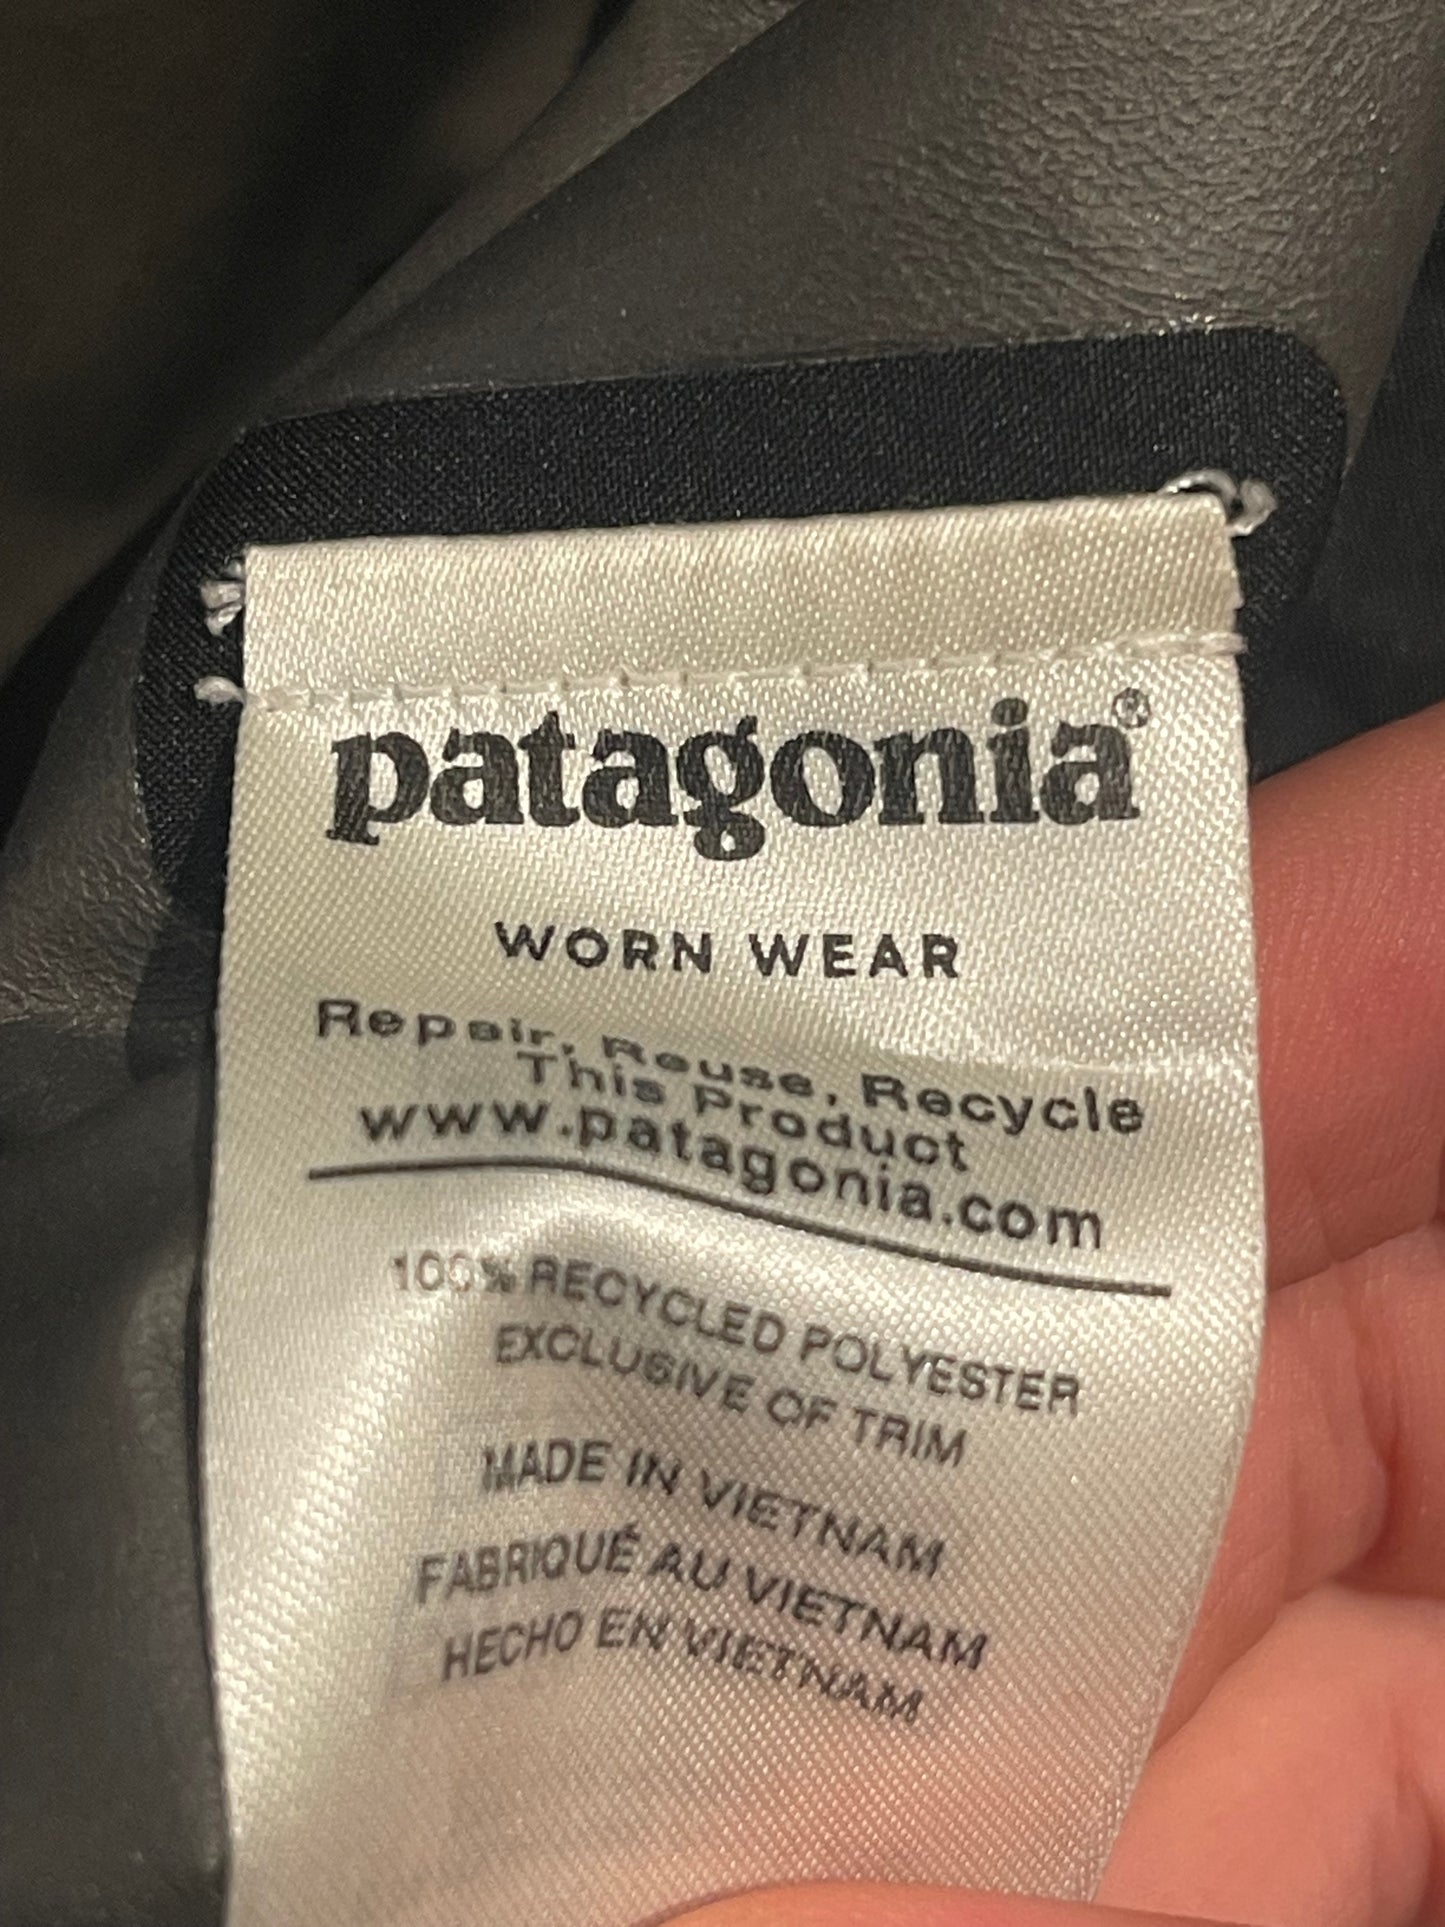 patagonia®
WORN WEAR
Repair, Reuse, Recycle
This Product
www.patagonia.com
100% RECYCLED POLYESTER
EXCLUSIVE OF TRIM
MADE IN VIETNAM
FABRIQUÉ AU VIETNAM
HECHO EN VIETNAM